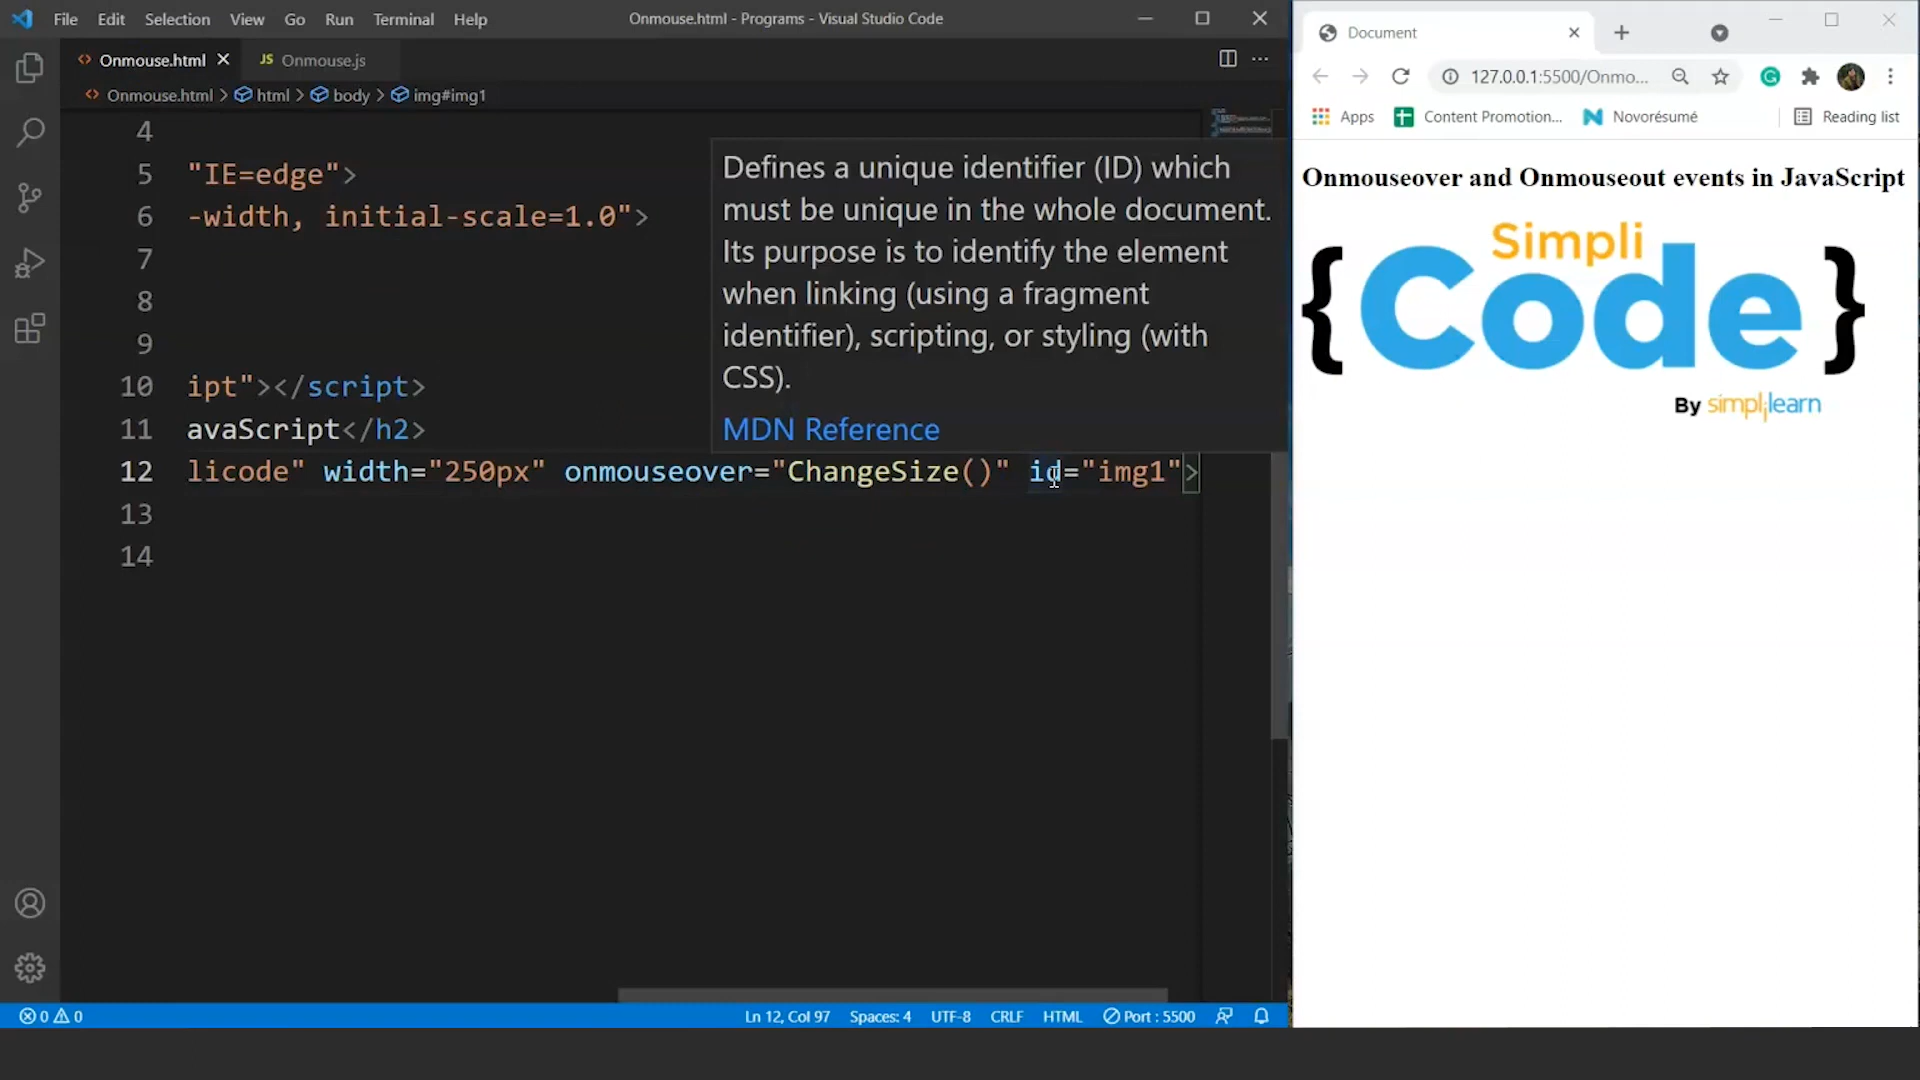 File Edit Selection View Go Run Terminal Help
Onmouse.html - Programs - Visual Studio Code
Onmouse.html JS Onmouse.js
Onmouse.html > html > body > img#img1
4
5 "IE=edge">
6 -width, initial-scale=1.0">
7
8
9
10 ipt"></script>
11 avaScript</h2>
12 licode" width="250px" onmouseover="ChangeSize()" id="img1">
13
14
Defines a unique identifier (ID) which
must be unique in the whole document.
Its purpose is to identify the element
when linking (using a fragment
identifier), scripting, or styling (with
CSS).
MDN Reference
0 0
Ln 12, Col 97 Spaces: 4 UTF-8 CRLF HTML Port : 5500
Document
127.0.0.1:5500/Onmo...
Apps Content Promotion... Novorésumé Reading list
Onmouseover and Onmouseout events in JavaScript
Simpli
{Code}
By simplilearn